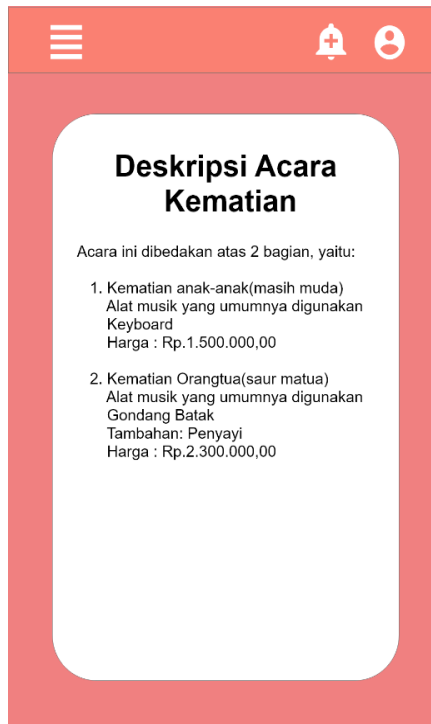 Deskripsi Acara
Kematian
Acara ini dibedakan atas 2 bagian, yaitu:
1. Kematian anak-anak(masih muda)
Alat musik yang umumnya digunakan
Keyboard
Harga : Rp.1.500.000,00
2. Kematian Orangtua(saur matua)
Alat musik yang umumnya digunakan
Gondang Batak
Tambahan: Penyayi
Harga : Rp.2.300.000,00